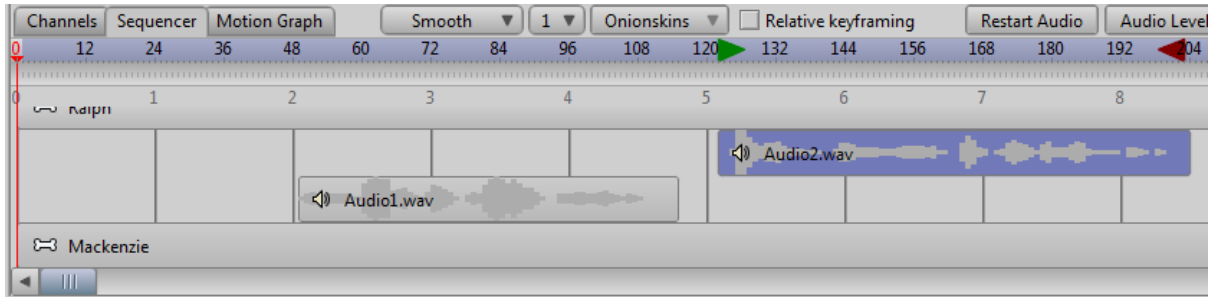 Channels Sequencer Motion Graph Smooth 1 Onionskins Relative keyframing Restart Audio Audio Level
0 12 24 36 48 60 72 84 96 108 120 132 144 156 168 180 192 204
0 1 2 3 4 5 6 7 8
Ralph
Audio2.wav
Audio1.wav
Mackenzie